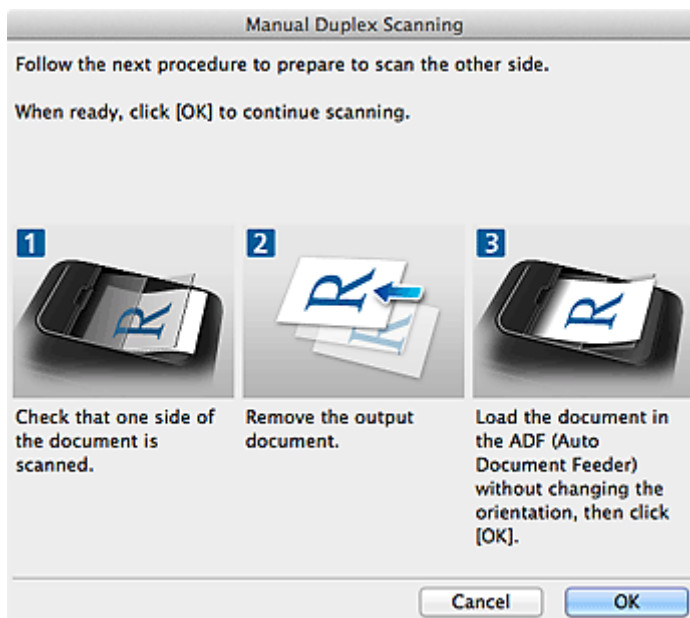 Manual Duplex Scanning
Follow the next procedure to prepare to scan the other side.
When ready, click [OK] to continue scanning.
1
R
Check that one side of
the document is
scanned.
2
R
R
Remove the output
document.
3
R
Load the document in
the ADF (Auto
Document Feeder)
without changing the
orientation, then click
[OK].
Cancel
OK